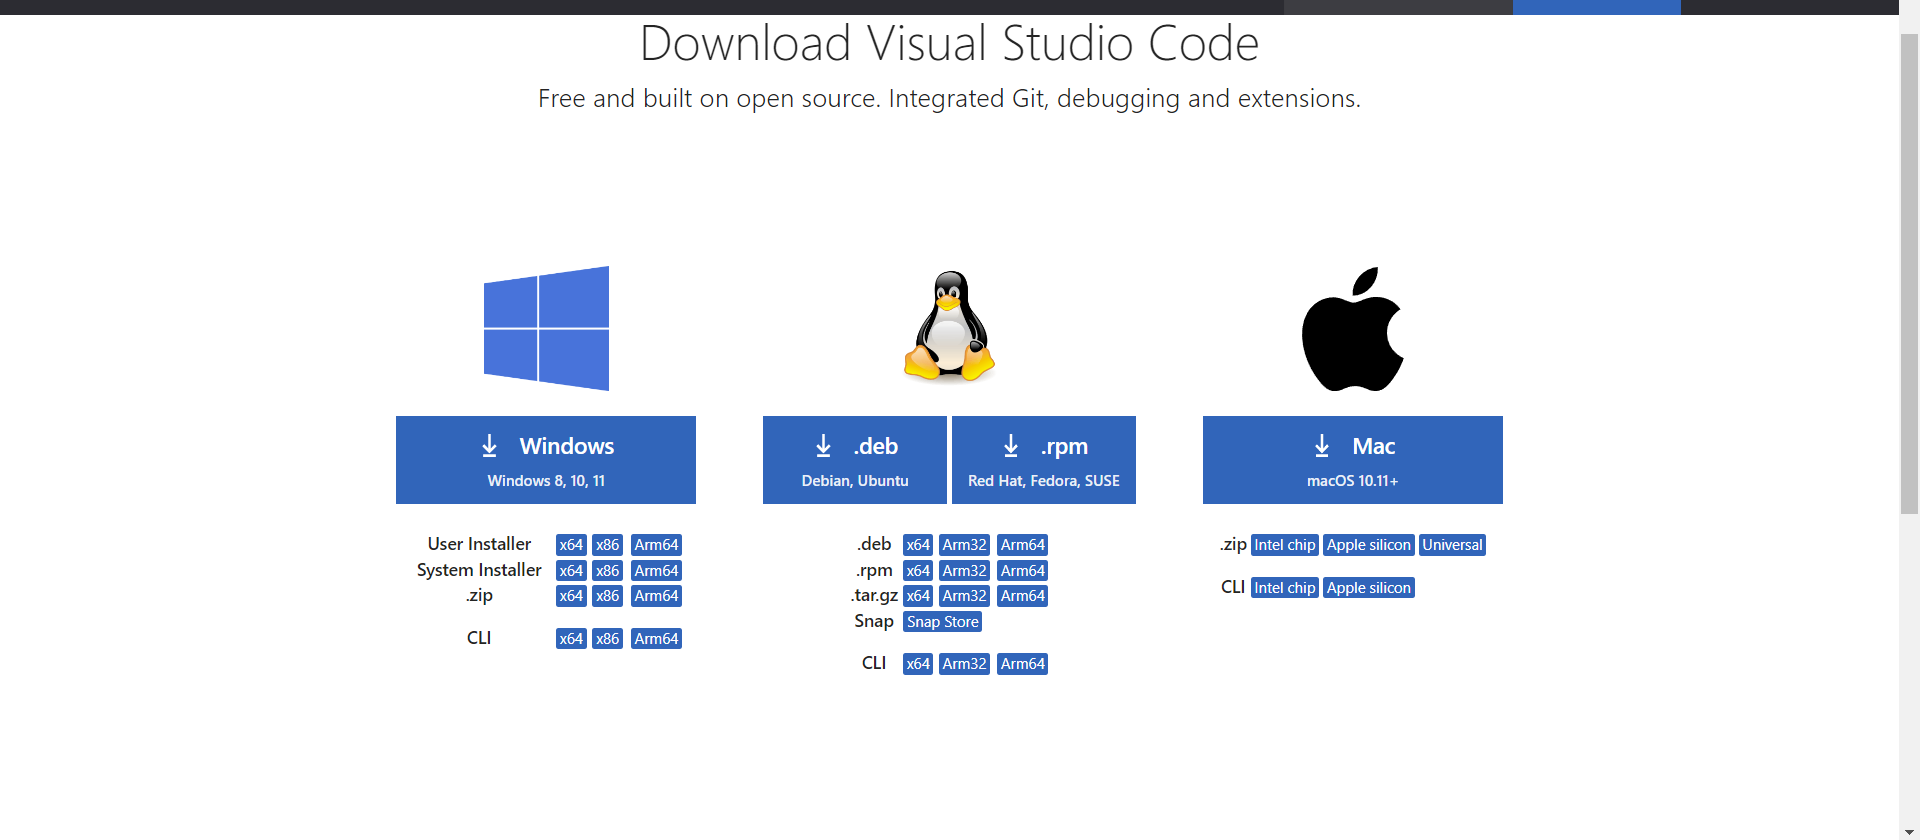 Download Visual Studio Code
Free and built on open source. Integrated Git, debugging and extensions.
Windows
Windows 8, 10, 11
User Installer x64 x86 Arm64
System Installer x64 x86 Arm64
.zip x64 x86 Arm64
CLI x64 x86 Arm64
.deb
Debian, Ubuntu
.rpm
Red Hat, Fedora, SUSE
.deb x64 Arm32 Arm64
.rpm x64 Arm32 Arm64
.tar.gz x64 Arm32 Arm64
Snap Snap Store
CLI x64 Arm32 Arm64
Mac
macOS 10.11+
.zip Intel chip Apple silicon Universal
CLI Intel chip Apple silicon